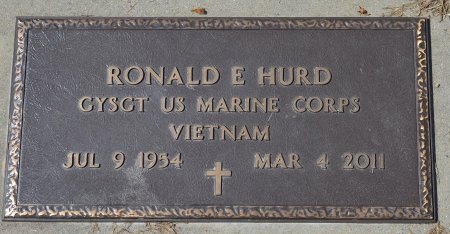 RONALD E HURD
GYSGT US MARINE CORPS
VIETNAM
JUL 9 1954 MAR 4 2011